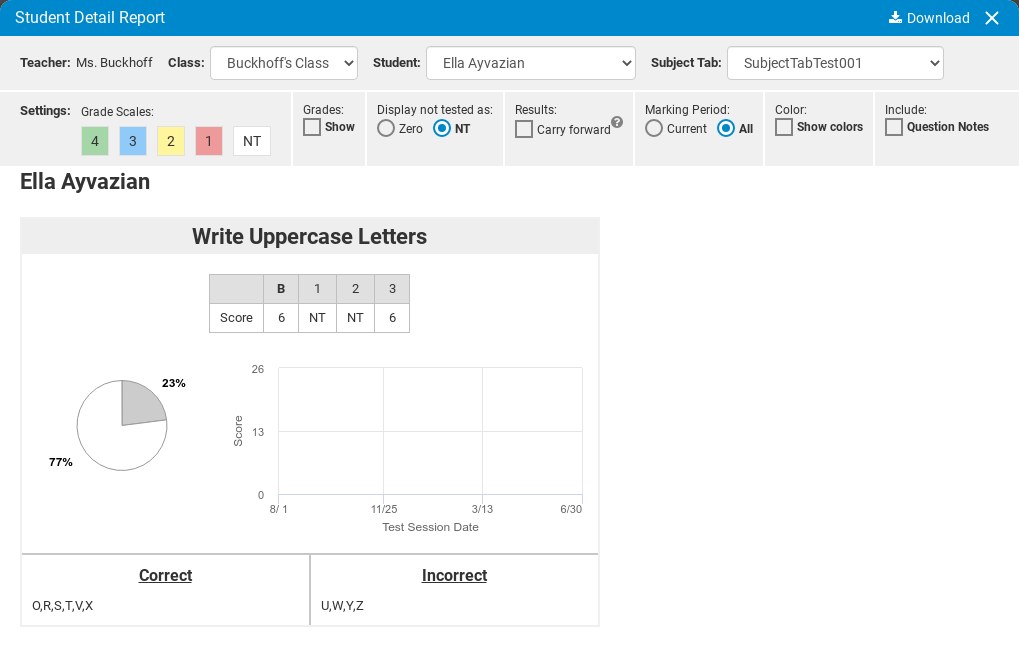 Student Detail Report
Download
Teacher: Ms. Buckhoff Class: Buckhoff's Class Student: Ella Ayvazian Subject Tab: SubjectTabTest001
Settings: Grade Scales:
4 3 2 1 NT
Grades:
Show
Display not tested as:
Zero NT
Results:
Carry forward ?
Marking Period:
Current All
Color:
Show colors
Include:
Question Notes
Ella Ayvazian
Write Uppercase Letters
B 1 2 3
Score 6 NT NT 6
23%
77%
Score
26
13
0
8/ 1 11/25 3/13 6/30
Test Session Date
Correct
O,R,S,T,V,X
Incorrect
U,W,Y,Z